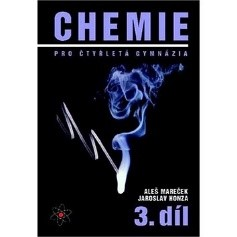 CHEMIE
PRO ČTYŘLETÁ GYMNÁZIA
ALEŠ MAREČEK
JAROSLAV HONZA
3. díl